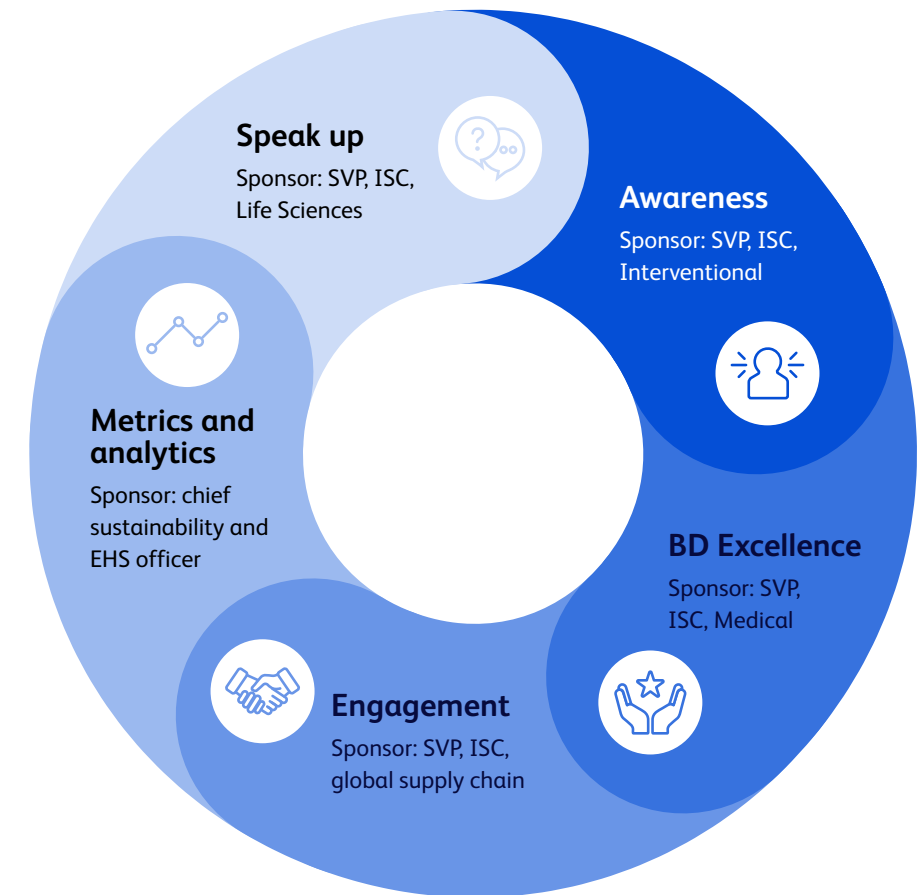 Speak up
Sponsor: SVP, ISC,
Life Sciences
Awareness
Sponsor: SVP, ISC,
Interventional
BD Excellence
Sponsor: SVP,
ISC, Medical
Engagement
Sponsor: SVP, ISC,
global supply chain
Metrics and
analytics
Sponsor: chief
sustainability and
EHS officer